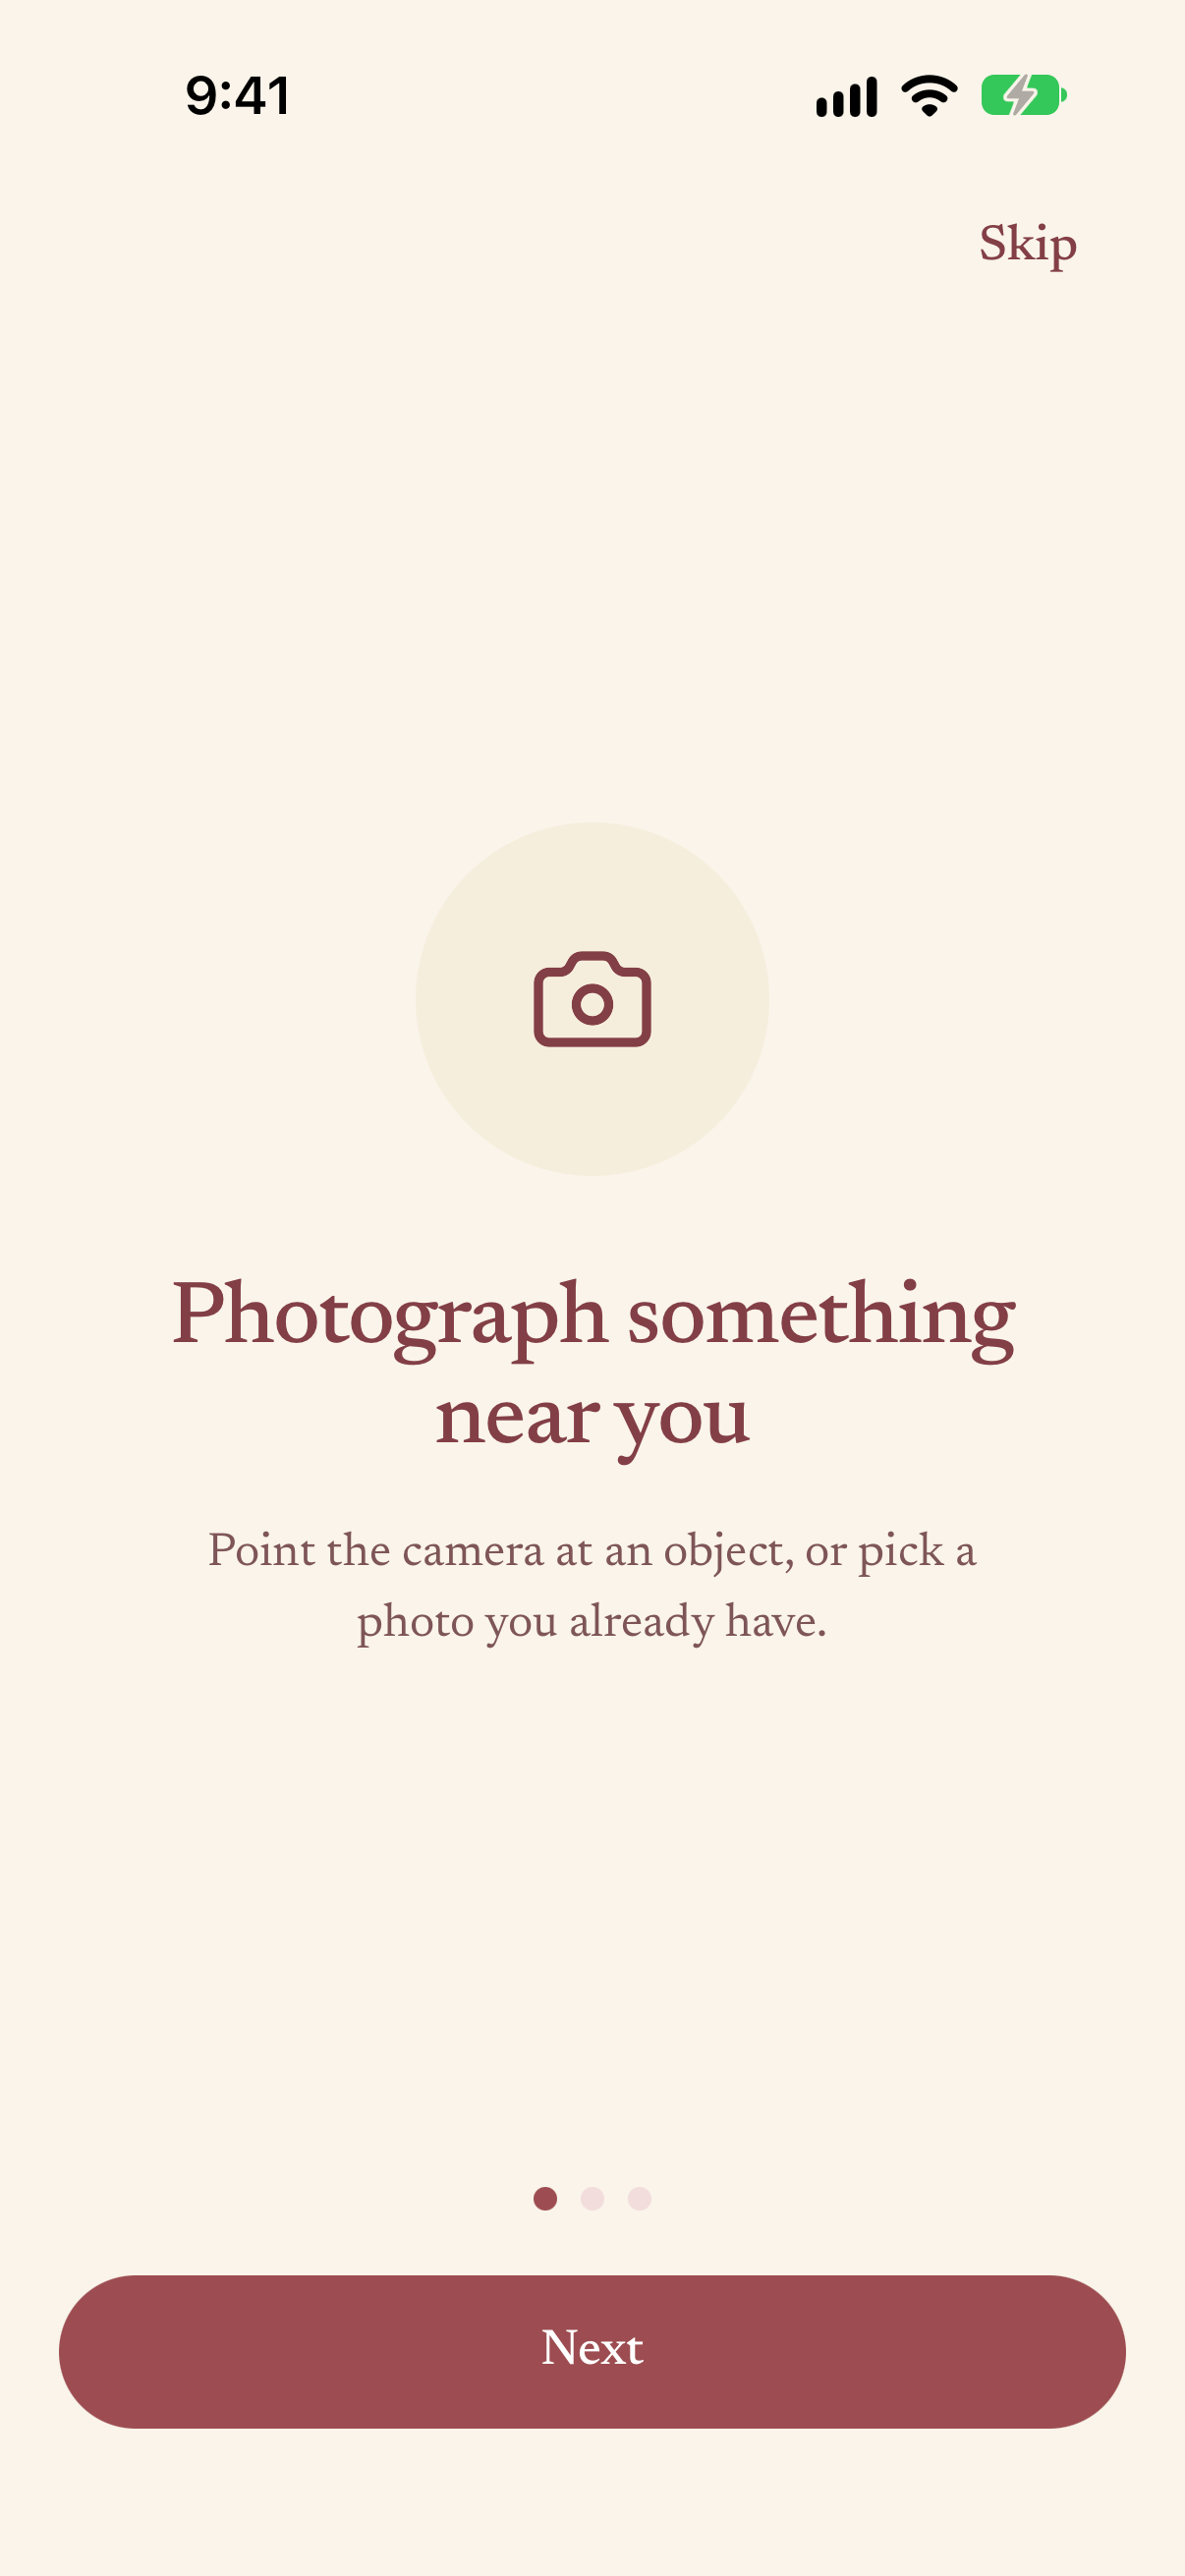 9:41
Skip
Photograph something
near you
Point the camera at an object, or pick a
photo you already have.
Next